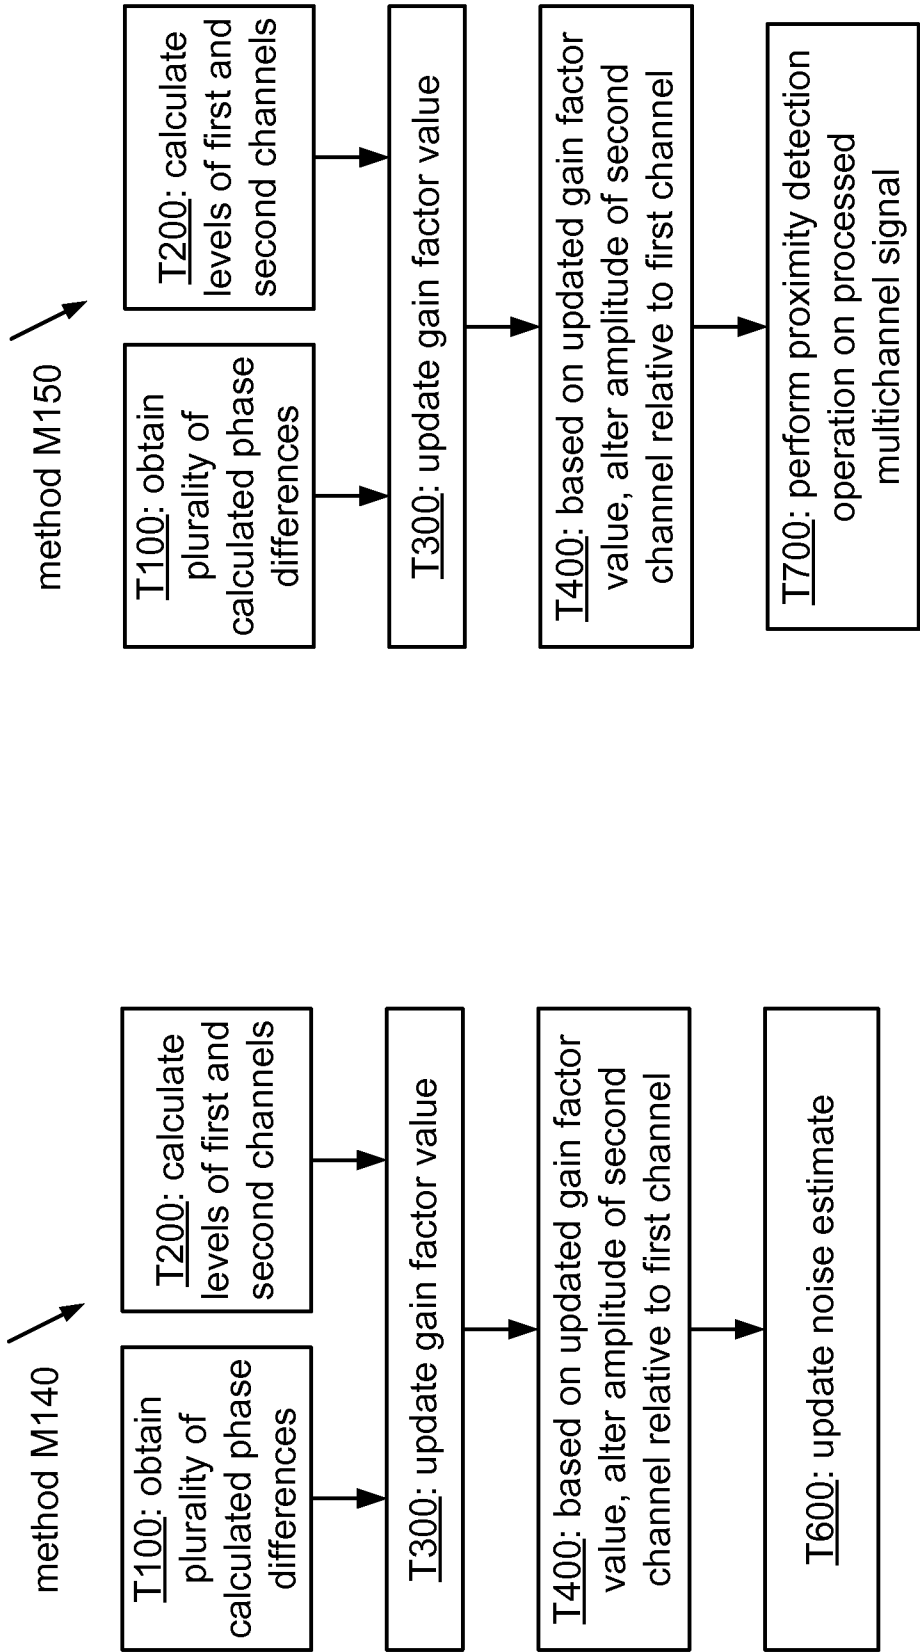 method M140
T100: obtain
plurality of
calculated phase
differences
T200: calculate
levels of first and
second channels
T300: update gain factor value
T400: based on updated gain factor
value, alter amplitude of second
channel relative to first channel
T600: update noise estimate
method M150
T100: obtain
plurality of
calculated phase
differences
T200: calculate
levels of first and
second channels
T300: update gain factor value
T400: based on updated gain factor
value, alter amplitude of second
channel relative to first channel
T700: perform proximity detection
operation on processed
multichannel signal